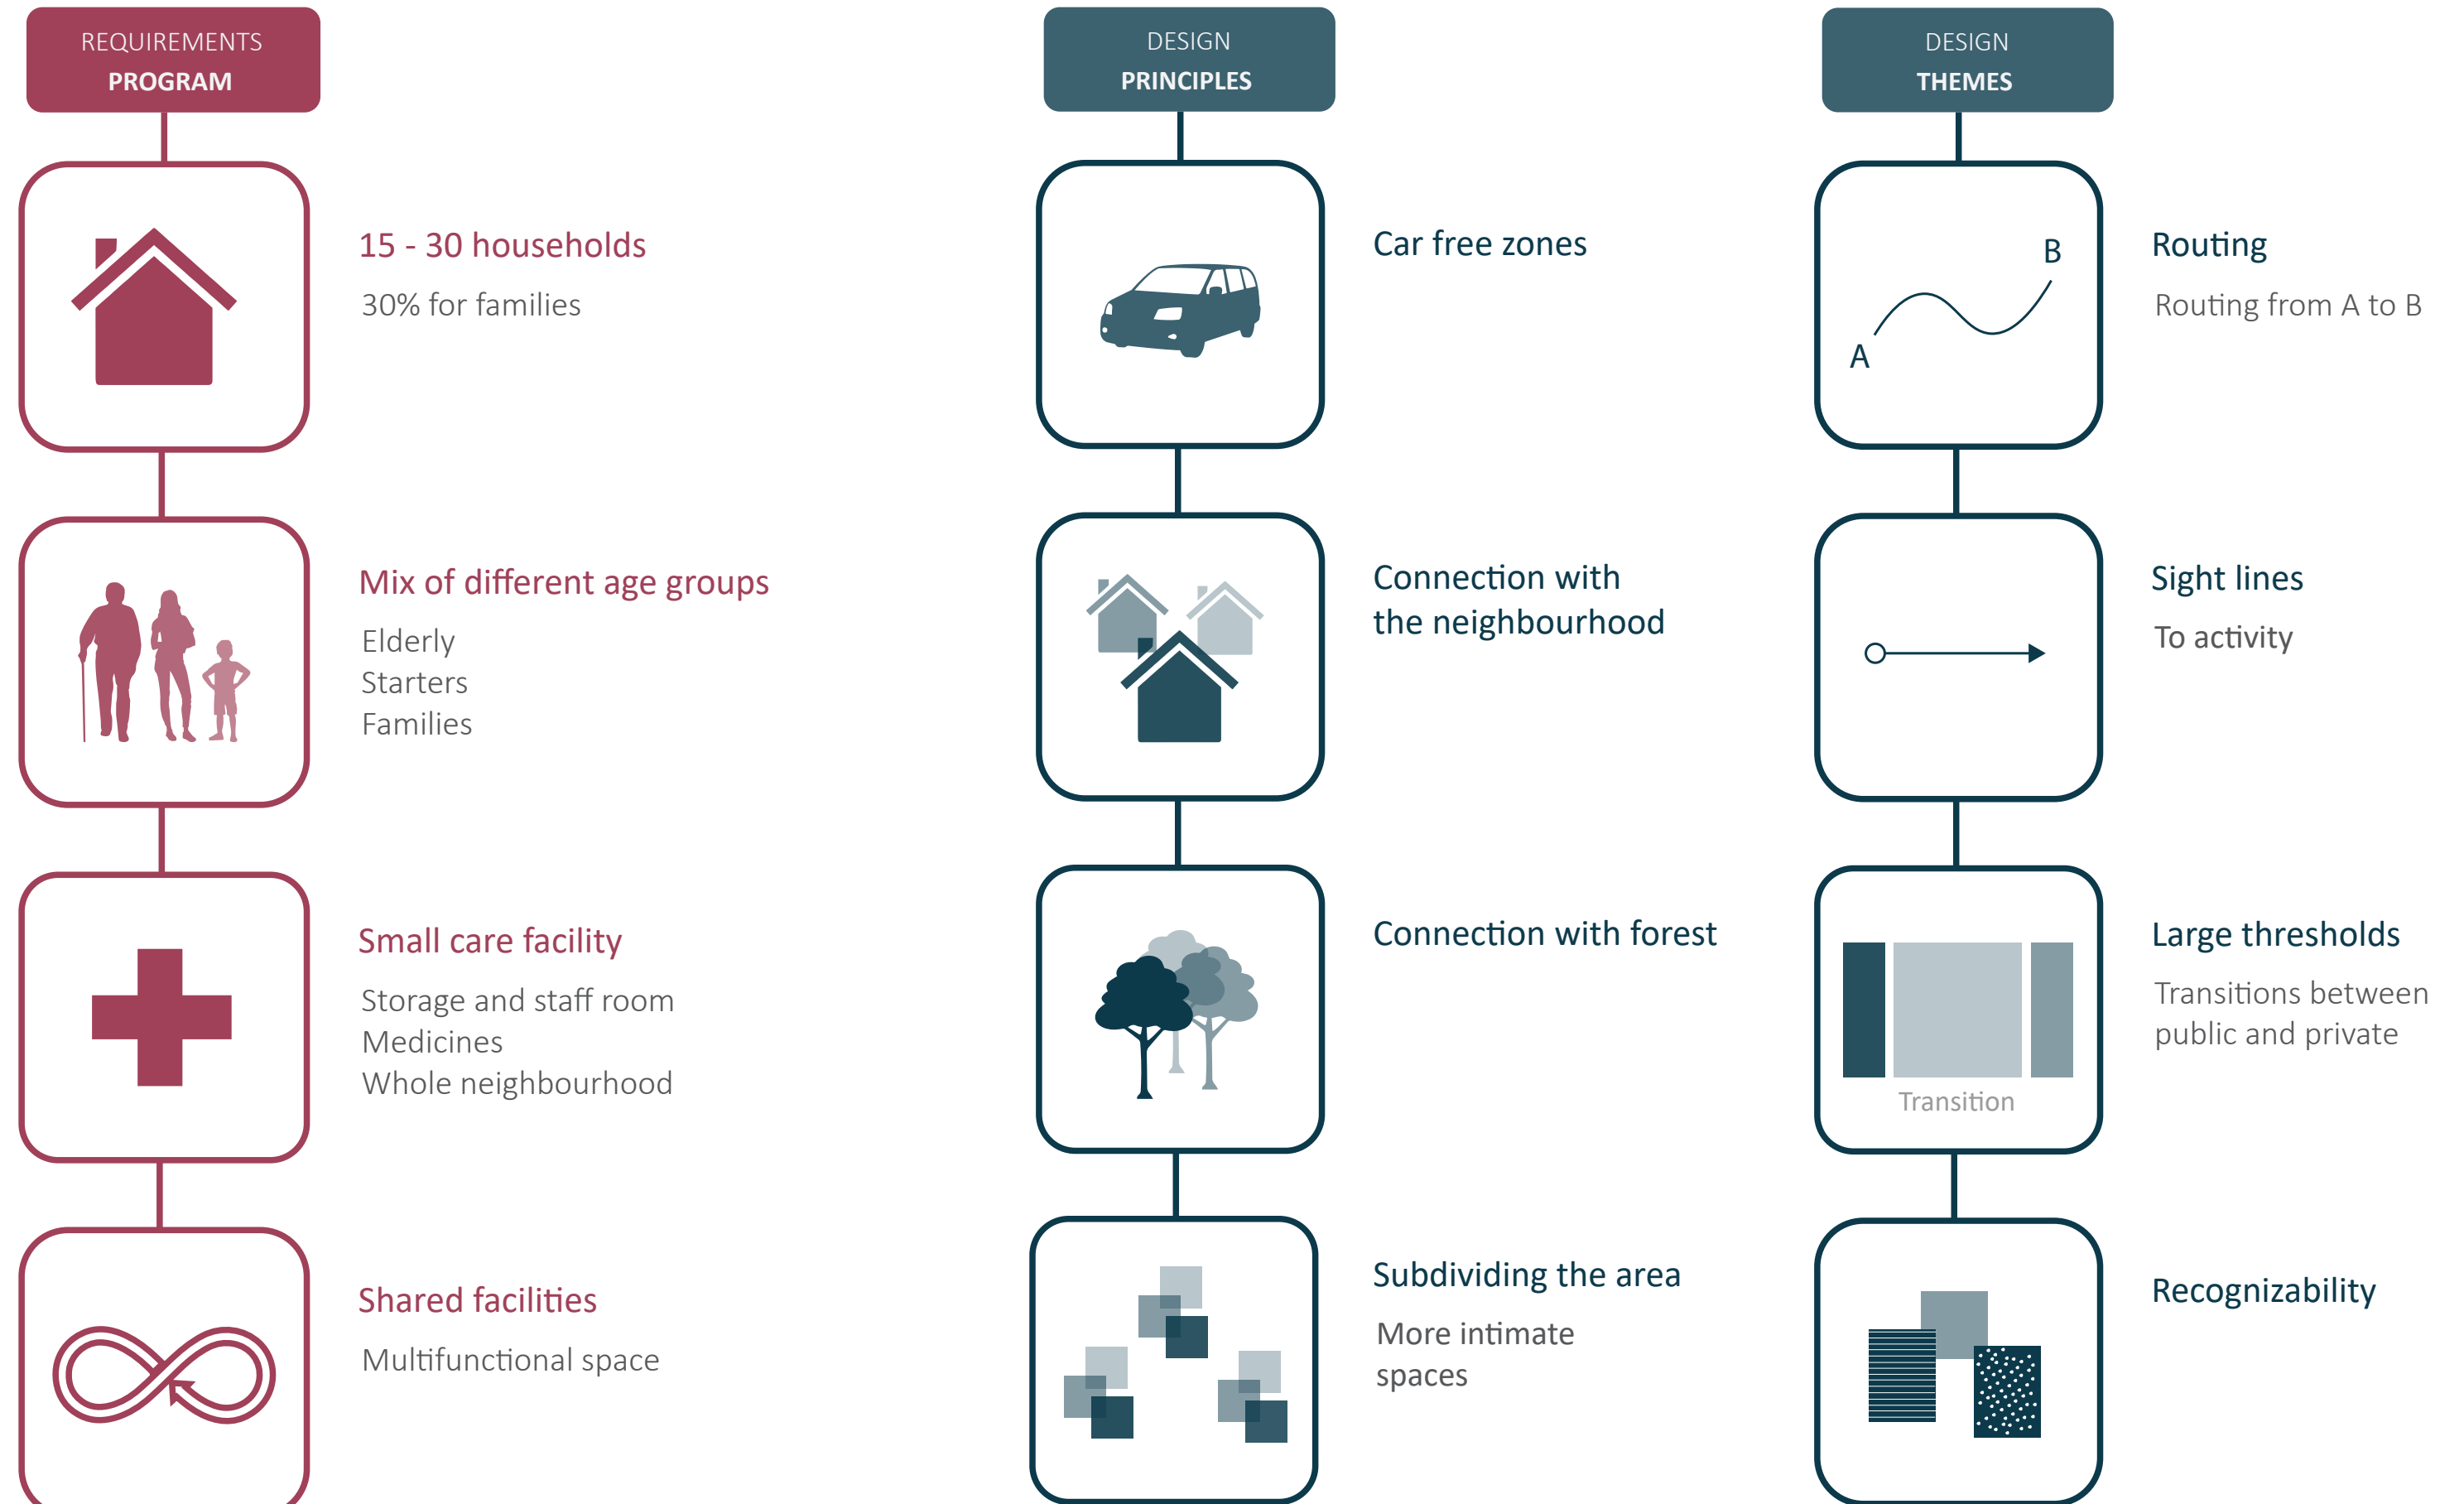 REQUIREMENTS
PROGRAM
15 - 30 households
30% for families
Mix of different age groups
Elderly
Starters
Families
Small care facility
Storage and staff room
Medicines
Whole neighbourhood
Shared facilities
Multifunctional space
DESIGN
PRINCIPLES
Car free zones
Connection with
the neighbourhood
Connection with forest
Subdividing the area
More intimate
spaces
DESIGN
THEMES
A
B
Routing
Routing from A to B
Sight lines
To activity
Transition
Large thresholds
Transitions between
public and private
Recognizability